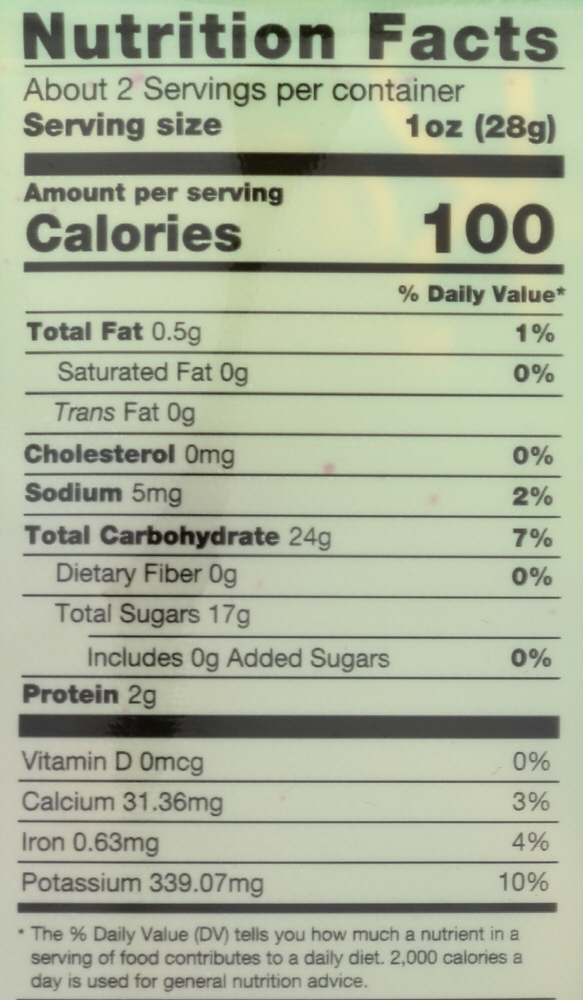 Nutrition Facts
About 2 Servings per container
Serving size 1oz (28g)
Amount per serving
Calories 100
% Daily Value*
Total Fat 0.5g 1%
Saturated Fat 0g 0%
Trans Fat 0g
Cholesterol 0mg 0%
Sodium 5mg 2%
Total Carbohydrate 24g 7%
Dietary Fiber 0g 0%
Total Sugars 17g
Includes 0g Added Sugars 0%
Protein 2g
Vitamin D 0mcg 0%
Calcium 31.36mg 3%
Iron 0.63mg 4%
Potassium 339.07mg 10%
* The % Daily Value (DV) tells you how much a nutrient in a
serving of food contributes to a daily diet. 2,000 calories a
day is used for general nutrition advice.